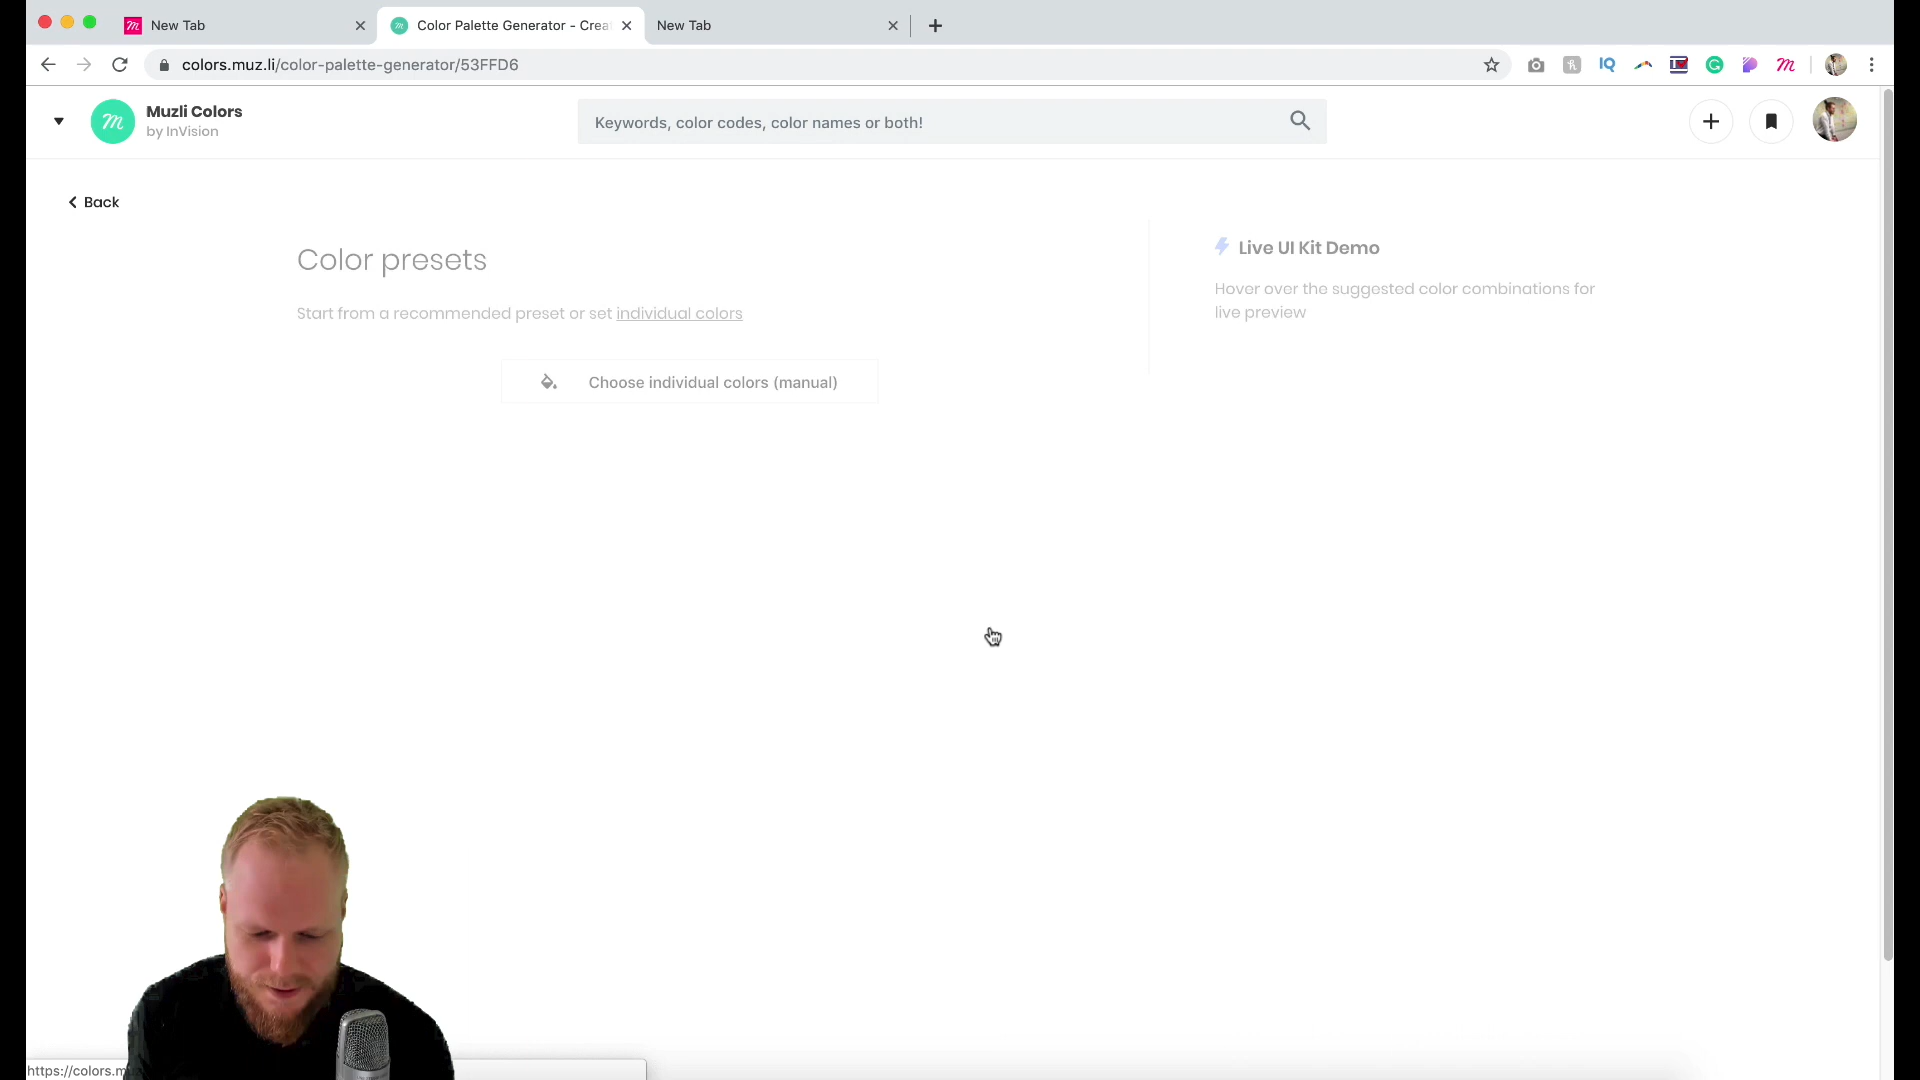 New Tab
Color Palette Generator - Crea
New Tab
colors.muz.li/color-palette-generator/53FFD6
IQ
Muzli Colors
by InVision
Keywords, color codes, color names or both!
Back
Color presets
Live UI Kit Demo
Start from a recommended preset or set individual colors
Hover over the suggested color combinations for
live preview
Choose individual colors (manual)
https://colors.m